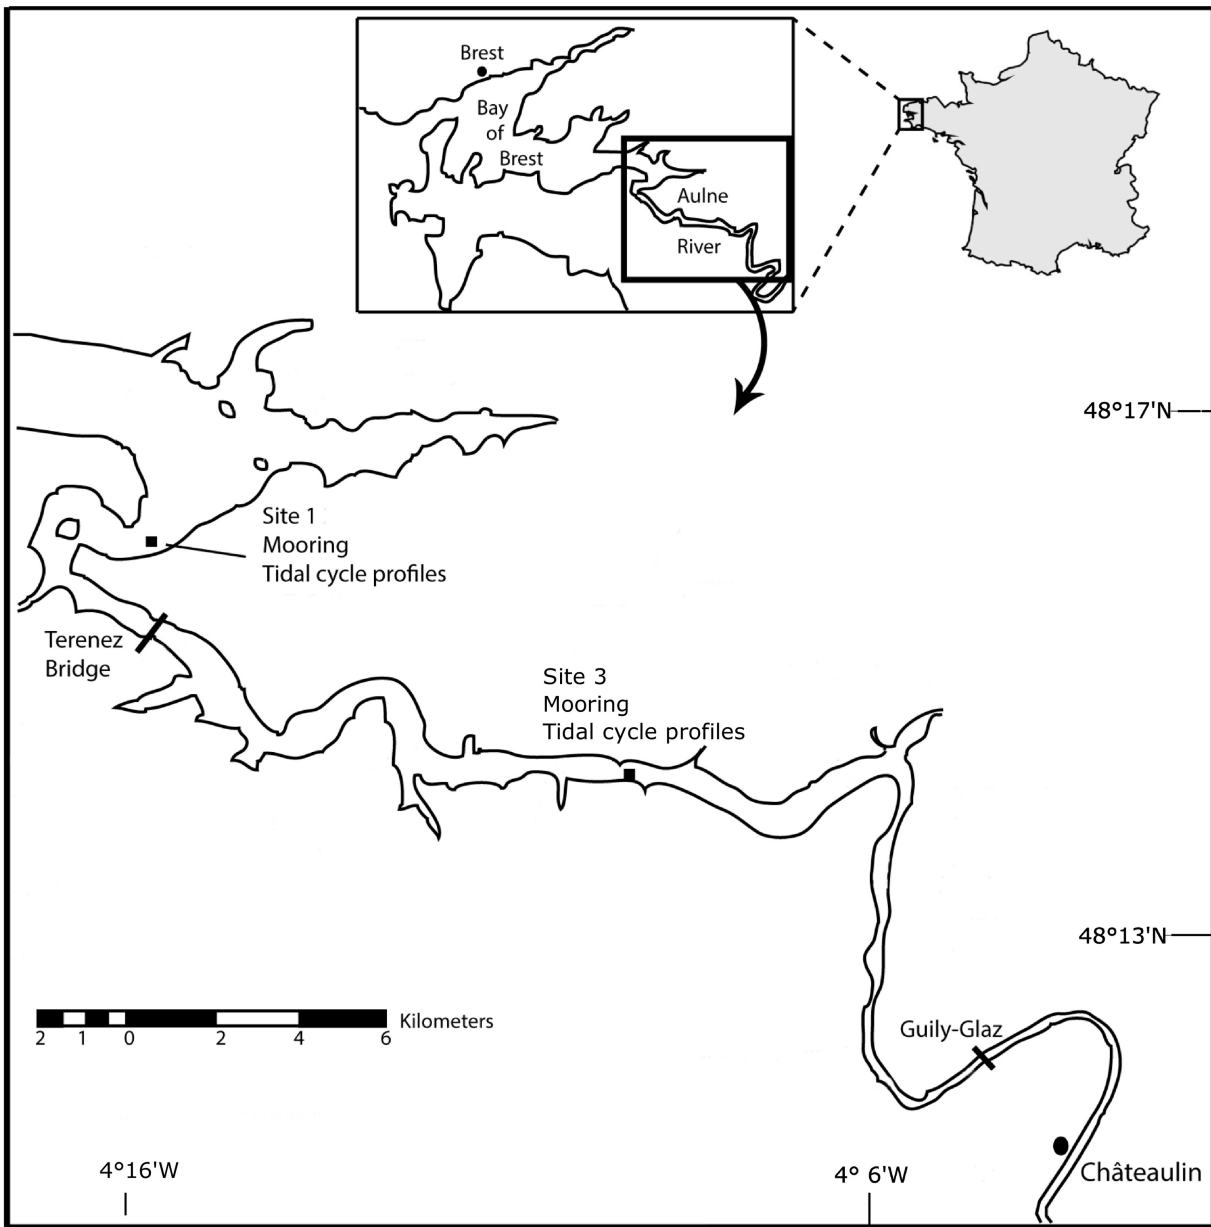 Brest
Bay
of
Brest
Aulne
River
48°17'N
Site 1
Mooring
Tidal cycle profiles
Terenez
Bridge
Site 3
Mooring
Tidal cycle profiles
48°13'N
Guily-Glaz
Kilometers
2 1 0 2 4 6
4°16'W
4° 6'W
Châteaulin